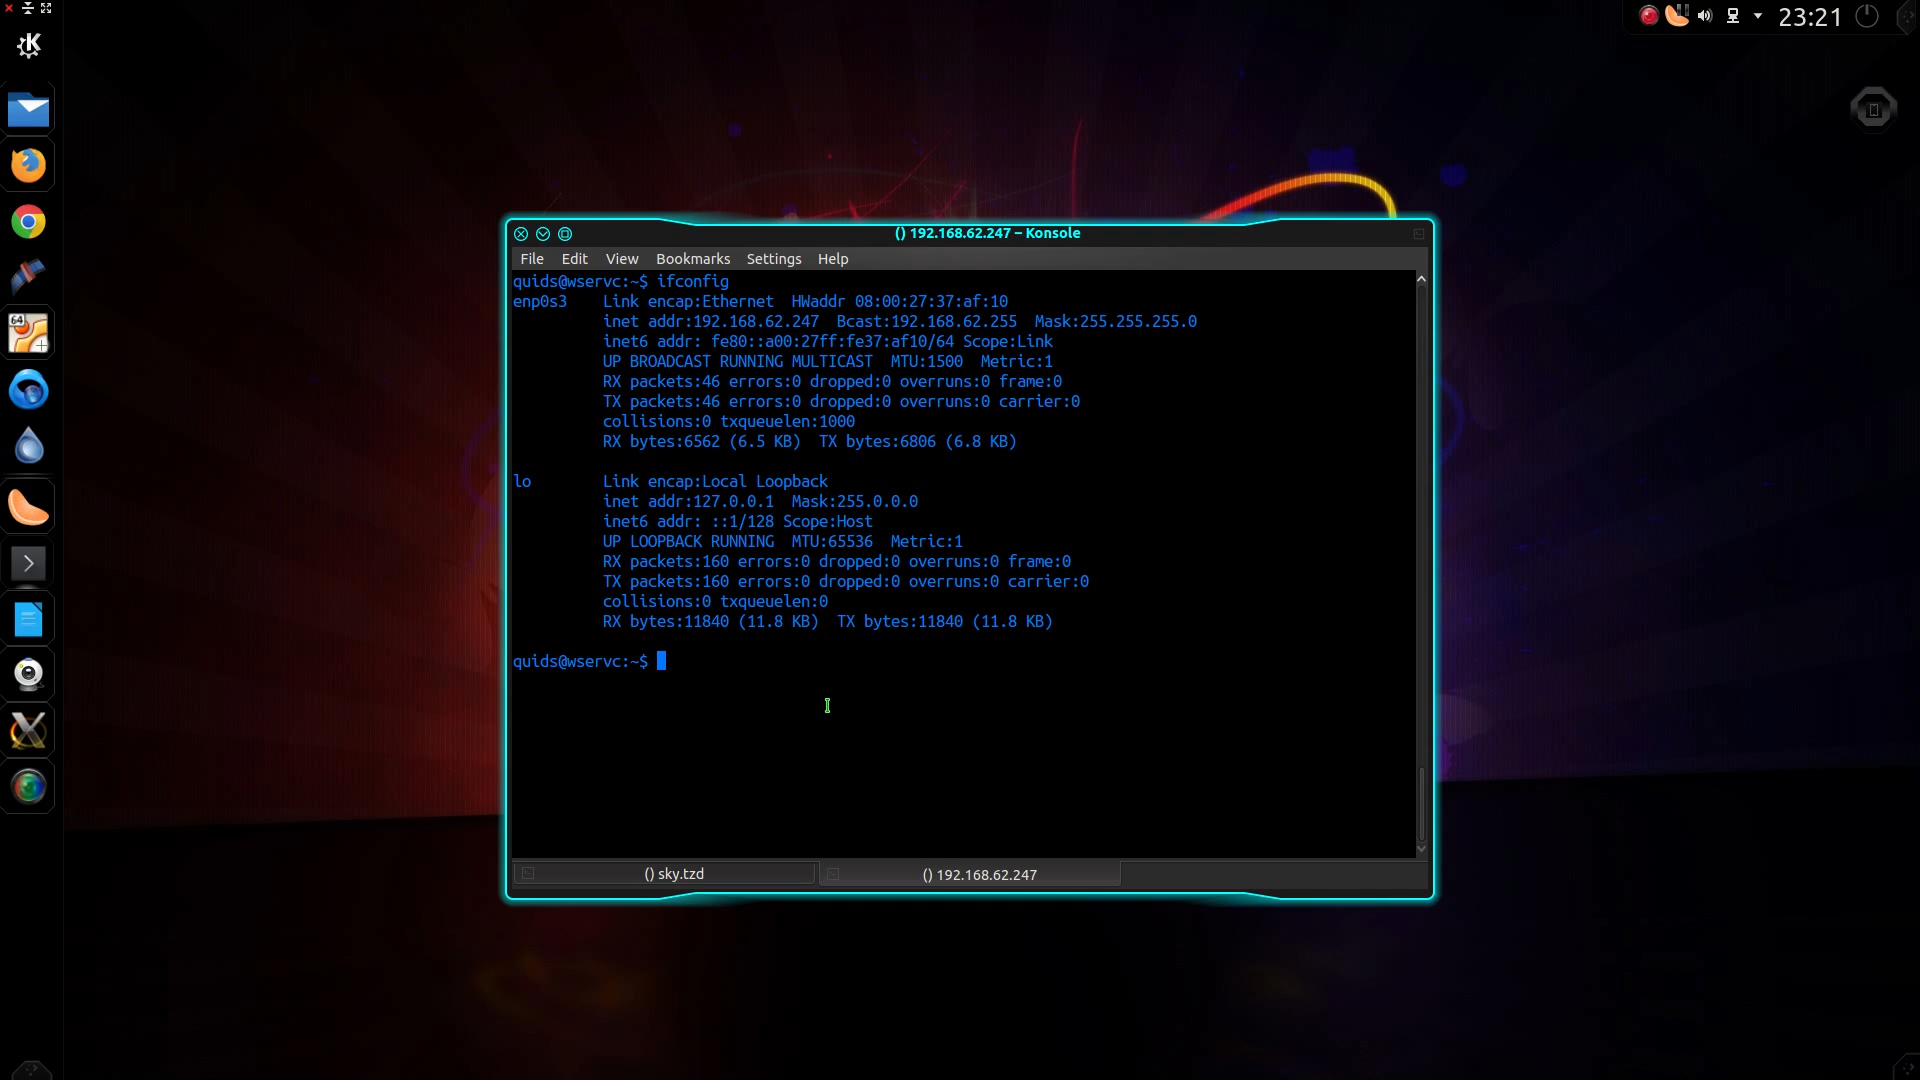 23:21
() 192.168.62.247 – Konsole
File Edit View Bookmarks Settings Help
quids@wservc:~$ ifconfig
enp0s3    Link encap:Ethernet  HWaddr 08:00:27:37:af:10
          inet addr:192.168.62.247  Bcast:192.168.62.255  Mask:255.255.255.0
          inet6 addr: fe80::a00:27ff:fe37:af10/64 Scope:Link
          UP BROADCAST RUNNING MULTICAST  MTU:1500  Metric:1
          RX packets:46 errors:0 dropped:0 overruns:0 frame:0
          TX packets:46 errors:0 dropped:0 overruns:0 carrier:0
          collisions:0 txqueuelen:1000
          RX bytes:6562 (6.5 KB)  TX bytes:6806 (6.8 KB)
lo        Link encap:Local Loopback
          inet addr:127.0.0.1  Mask:255.0.0.0
          inet6 addr: ::1/128 Scope:Host
          UP LOOPBACK RUNNING  MTU:65536  Metric:1
          RX packets:160 errors:0 dropped:0 overruns:0 frame:0
          TX packets:160 errors:0 dropped:0 overruns:0 carrier:0
          collisions:0 txqueuelen:0
          RX bytes:11840 (11.8 KB)  TX bytes:11840 (11.8 KB)
quids@wservc:~$
() sky.tzd
() 192.168.62.247
64